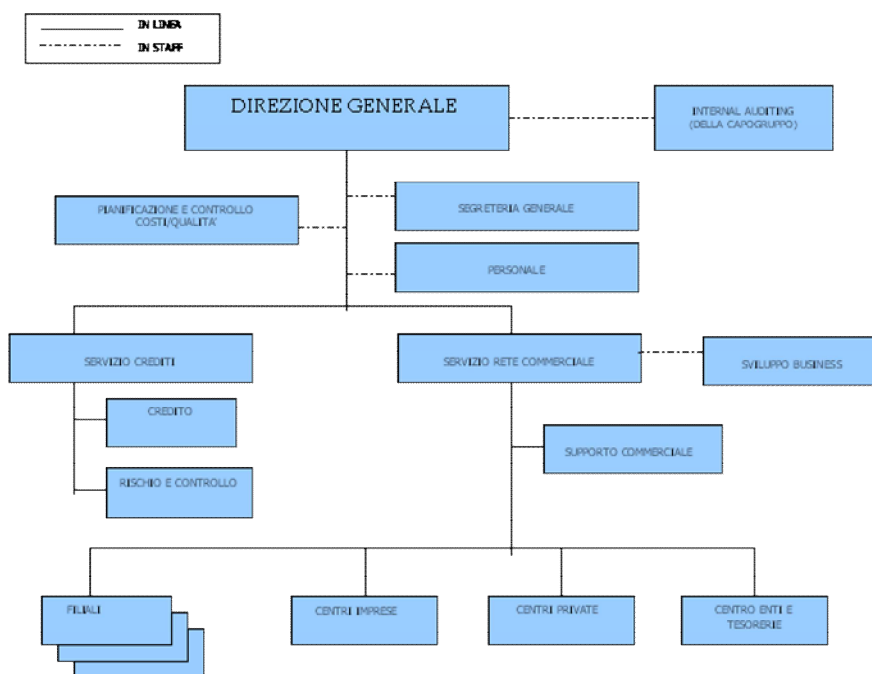 IN LINEA
IN STAFF
DIREZIONE GENERALE
INTERNAL AUDITING
(DELLA CAPOGRUPPO)
PIANIFICAZIONE E CONTROLLO
COSTI/QUALITA'
SEGRETERIA GENERALE
PERSONALE
SERVIZIO CREDITI
SERVIZIO RETE COMMERCIALE
SVILUPPO BUSINESS
CREDITO
SUPPORTO COMMERCIALE
RISCHIO E CONTROLLO
FILIALI
CENTRI IMPRESE
CENTRI PRIVATE
CENTRO ENTI E
TESORERIE